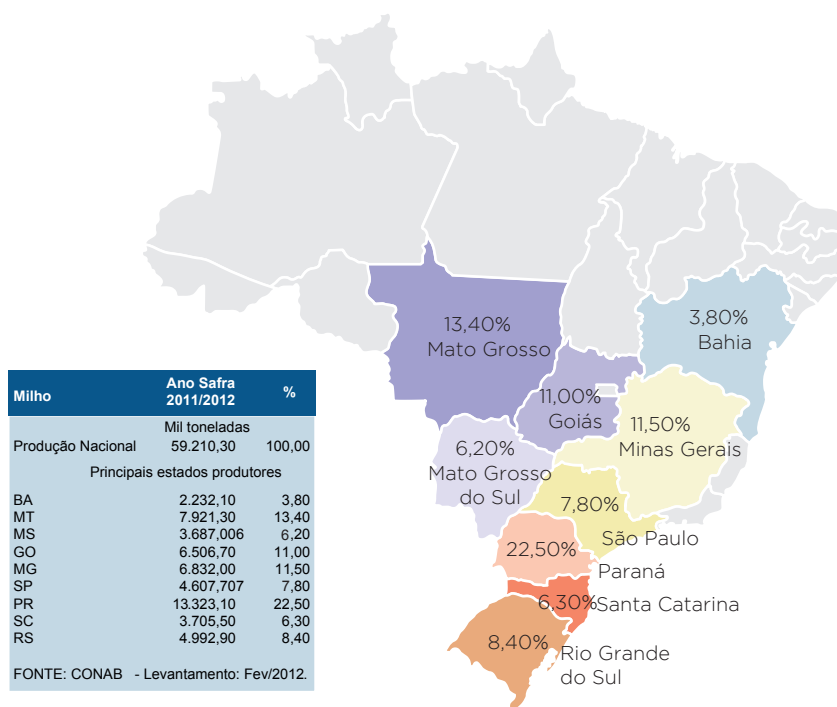 13,40%
Mato Grosso
3,80%
Bahia
11,00%
Goiás
11,50%
Minas Gerais
6,20%
Mato Grosso
do Sul
7,80%
São Paulo
22,50%
Paraná
6,30%
Santa Catarina
8,40%
Rio Grande
do Sul
Milho Ano Safra 2011/2012 %
Mil toneladas
Produção Nacional 59.210,30 100,00
Principais estados produtores
BA 2.232,10 3,80
MT 7.921,30 13,40
MS 3.687,006 6,20
GO 6.506,70 11,00
MG 6.832,00 11,50
SP 4.607,707 7,80
PR 13.323,10 22,50
SC 3.705,50 6,30
RS 4.992,90 8,40
FONTE: CONAB - Levantamento: Fev/2012.